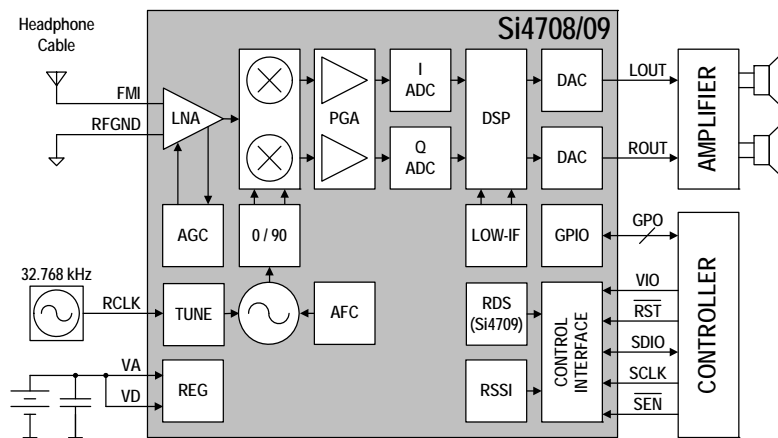 Headphone
Cable
Si4708/09
FMI
RFGND
LNA
PGA
I
ADC
Q
ADC
DSP
DAC
DAC
LOUT
ROUT
AMPLIFIER
AGC
0 / 90
LOW-IF
GPIO
GPO
32.768 kHz
RCLK
TUNE
AFC
RDS
(Si4709)
CONTROL
INTERFACE
VIO
RST
SDIO
SCLK
SEN
CONTROLLER
VA
VD
REG
RSSI